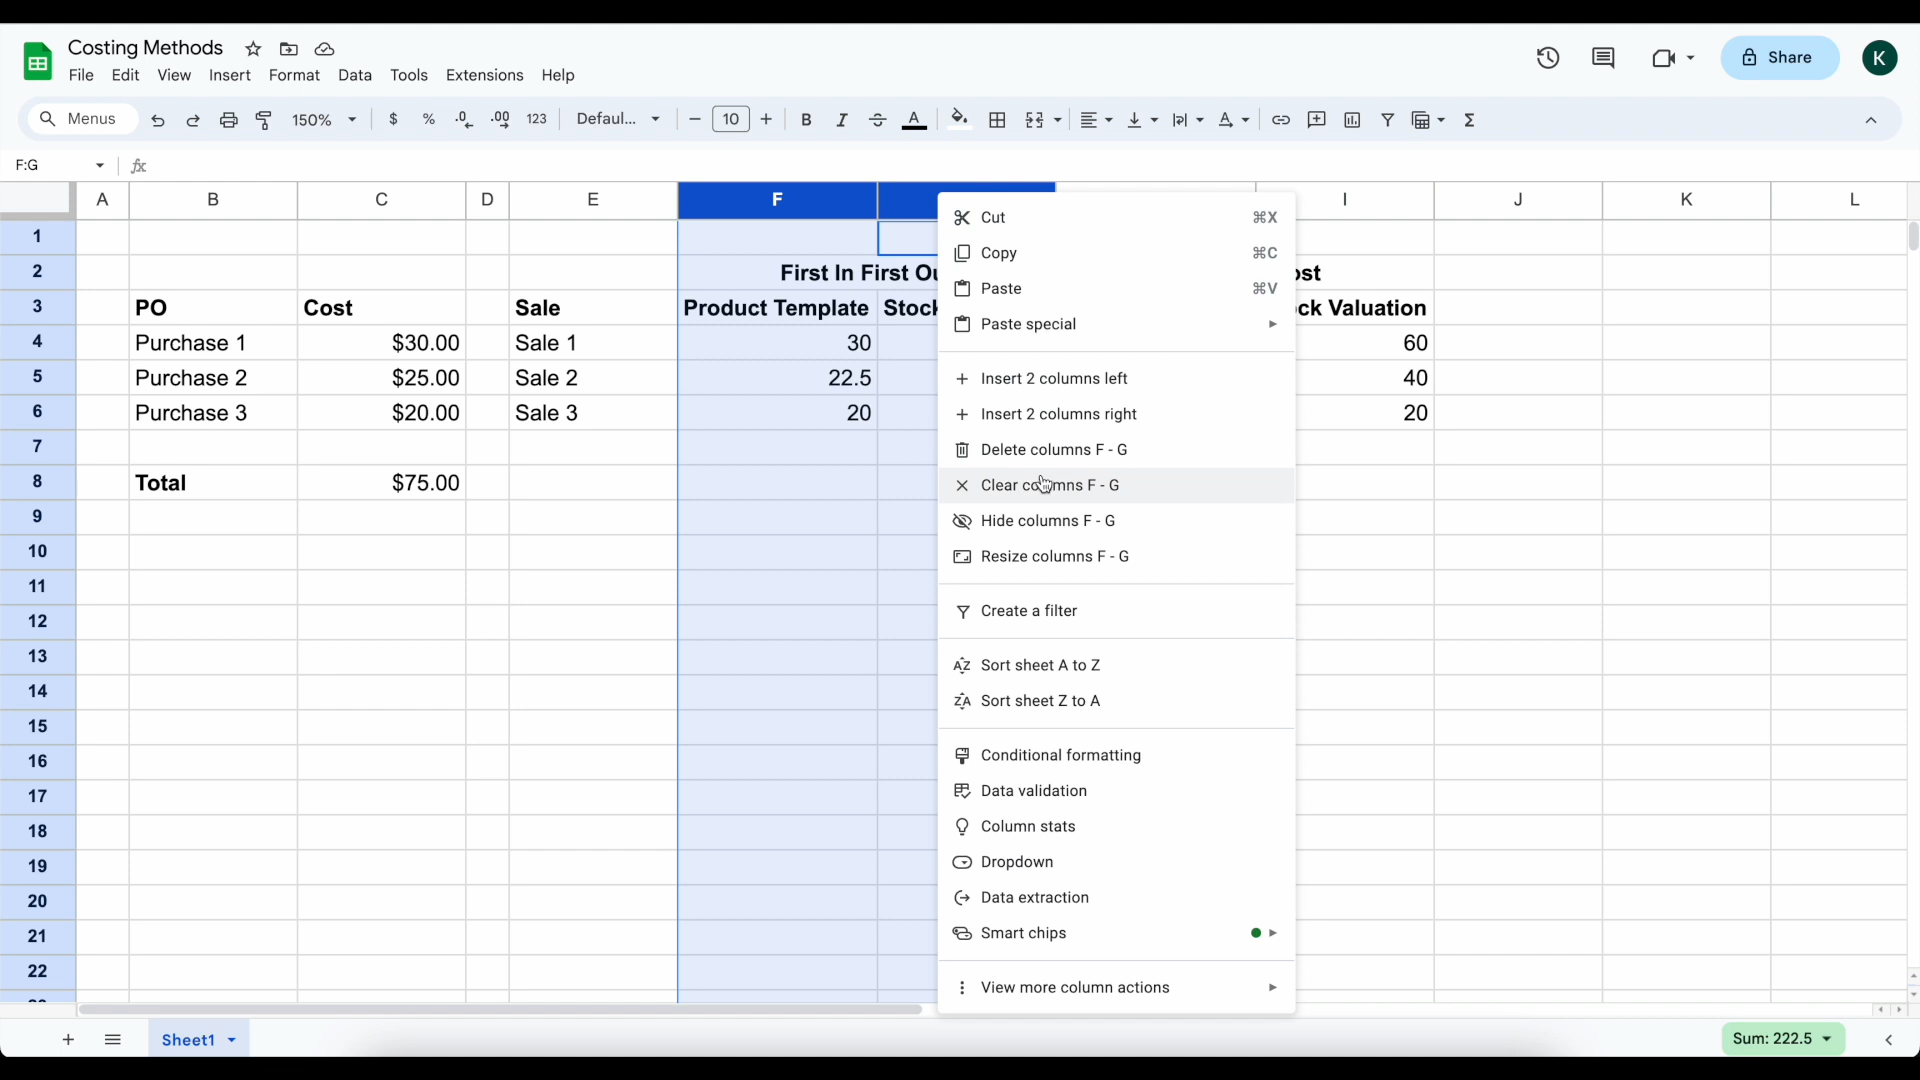 Costing Methods
File Edit View Insert Format Data Tools Extensions Help
Share
K
Menus 150% $ % .0 .00 123 Defaul... 10 B I A
F:G
A B C D E F I J K L
1
2 First In First Ou ost
3 PO Cost Sale Product Template Stock ck Valuation
4 Purchase 1 $30.00 Sale 1 30 60
5 Purchase 2 $25.00 Sale 2 22.5 40
6 Purchase 3 $20.00 Sale 3 20 20
7
8 Total $75.00
9
10
11
12
13
14
15
16
17
18
19
20
21
22
Cut ⌘X
Copy ⌘C
Paste ⌘V
Paste special
Insert 2 columns left
Insert 2 columns right
Delete columns F - G
Clear columns F - G
Hide columns F - G
Resize columns F - G
Create a filter
Sort sheet A to Z
Sort sheet Z to A
Conditional formatting
Data validation
Column stats
Dropdown
Data extraction
Smart chips
View more column actions
Sheet1
Sum: 222.5